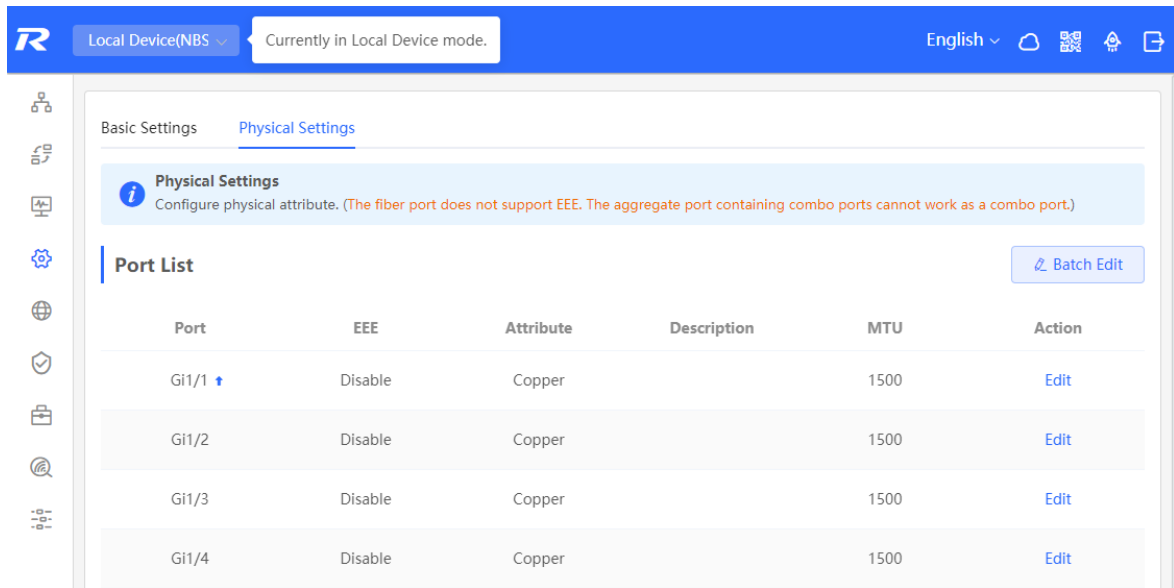 Local Device(NBS
Currently in Local Device mode.
English
Basic Settings
Physical Settings
Physical Settings
Configure physical attribute. (The fiber port does not support EEE. The aggregate port containing combo ports cannot work as a combo port.)
Port List
Batch Edit
Port EEE Attribute Description MTU Action
Gi1/1 Disable Copper 1500 Edit
Gi1/2 Disable Copper 1500 Edit
Gi1/3 Disable Copper 1500 Edit
Gi1/4 Disable Copper 1500 Edit